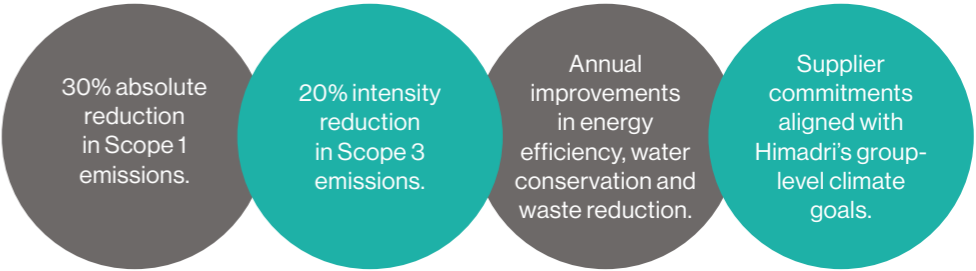 30% absolute
reduction
in Scope 1
emissions.
20% intensity
reduction
in Scope 3
emissions.
Annual
improvements
in energy
efficiency, water
conservation and
waste reduction.
Supplier
commitments
aligned with
Himadri's group-
level climate
goals.